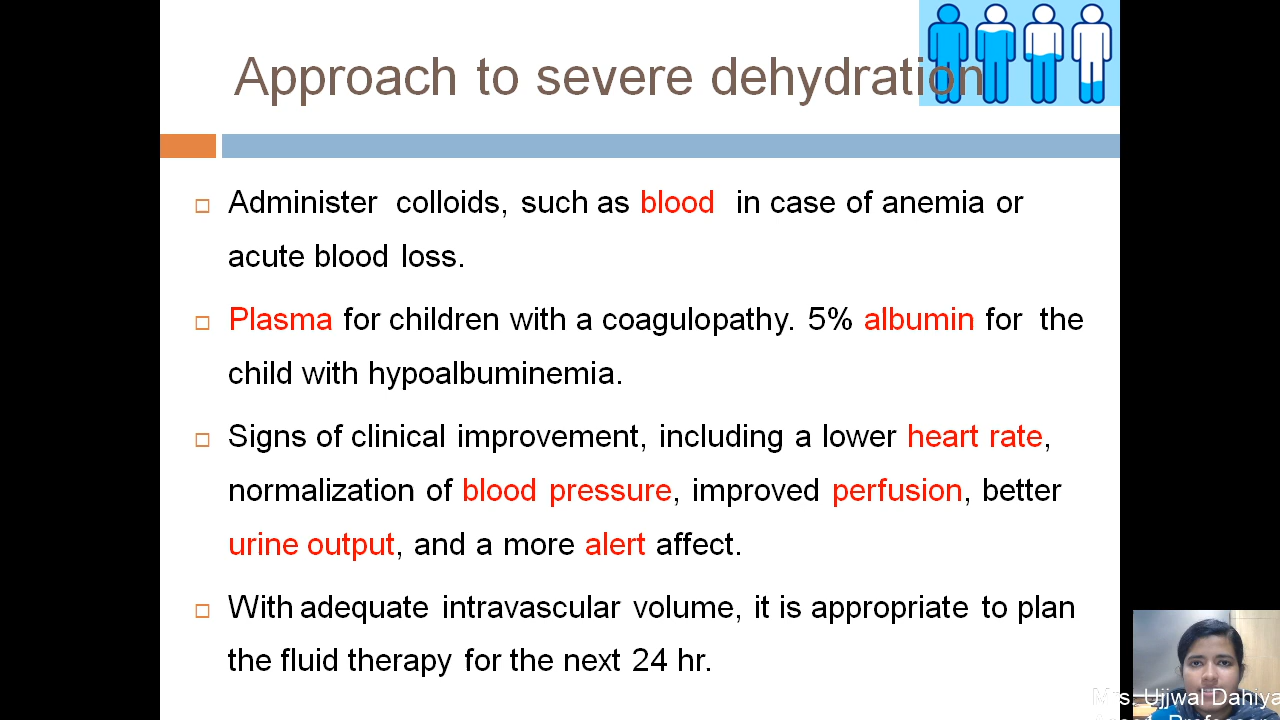 Approach to severe dehydration
Administer colloids, such as blood in case of anemia or
acute blood loss.
Plasma for children with a coagulopathy. 5% albumin for the
child with hypoalbuminemia.
Signs of clinical improvement, including a lower heart rate,
normalization of blood pressure, improved perfusion, better
urine output, and a more alert affect.
With adequate intravascular volume, it is appropriate to plan
the fluid therapy for the next 24 hr.
Mrs. Ujjwal Dahiya